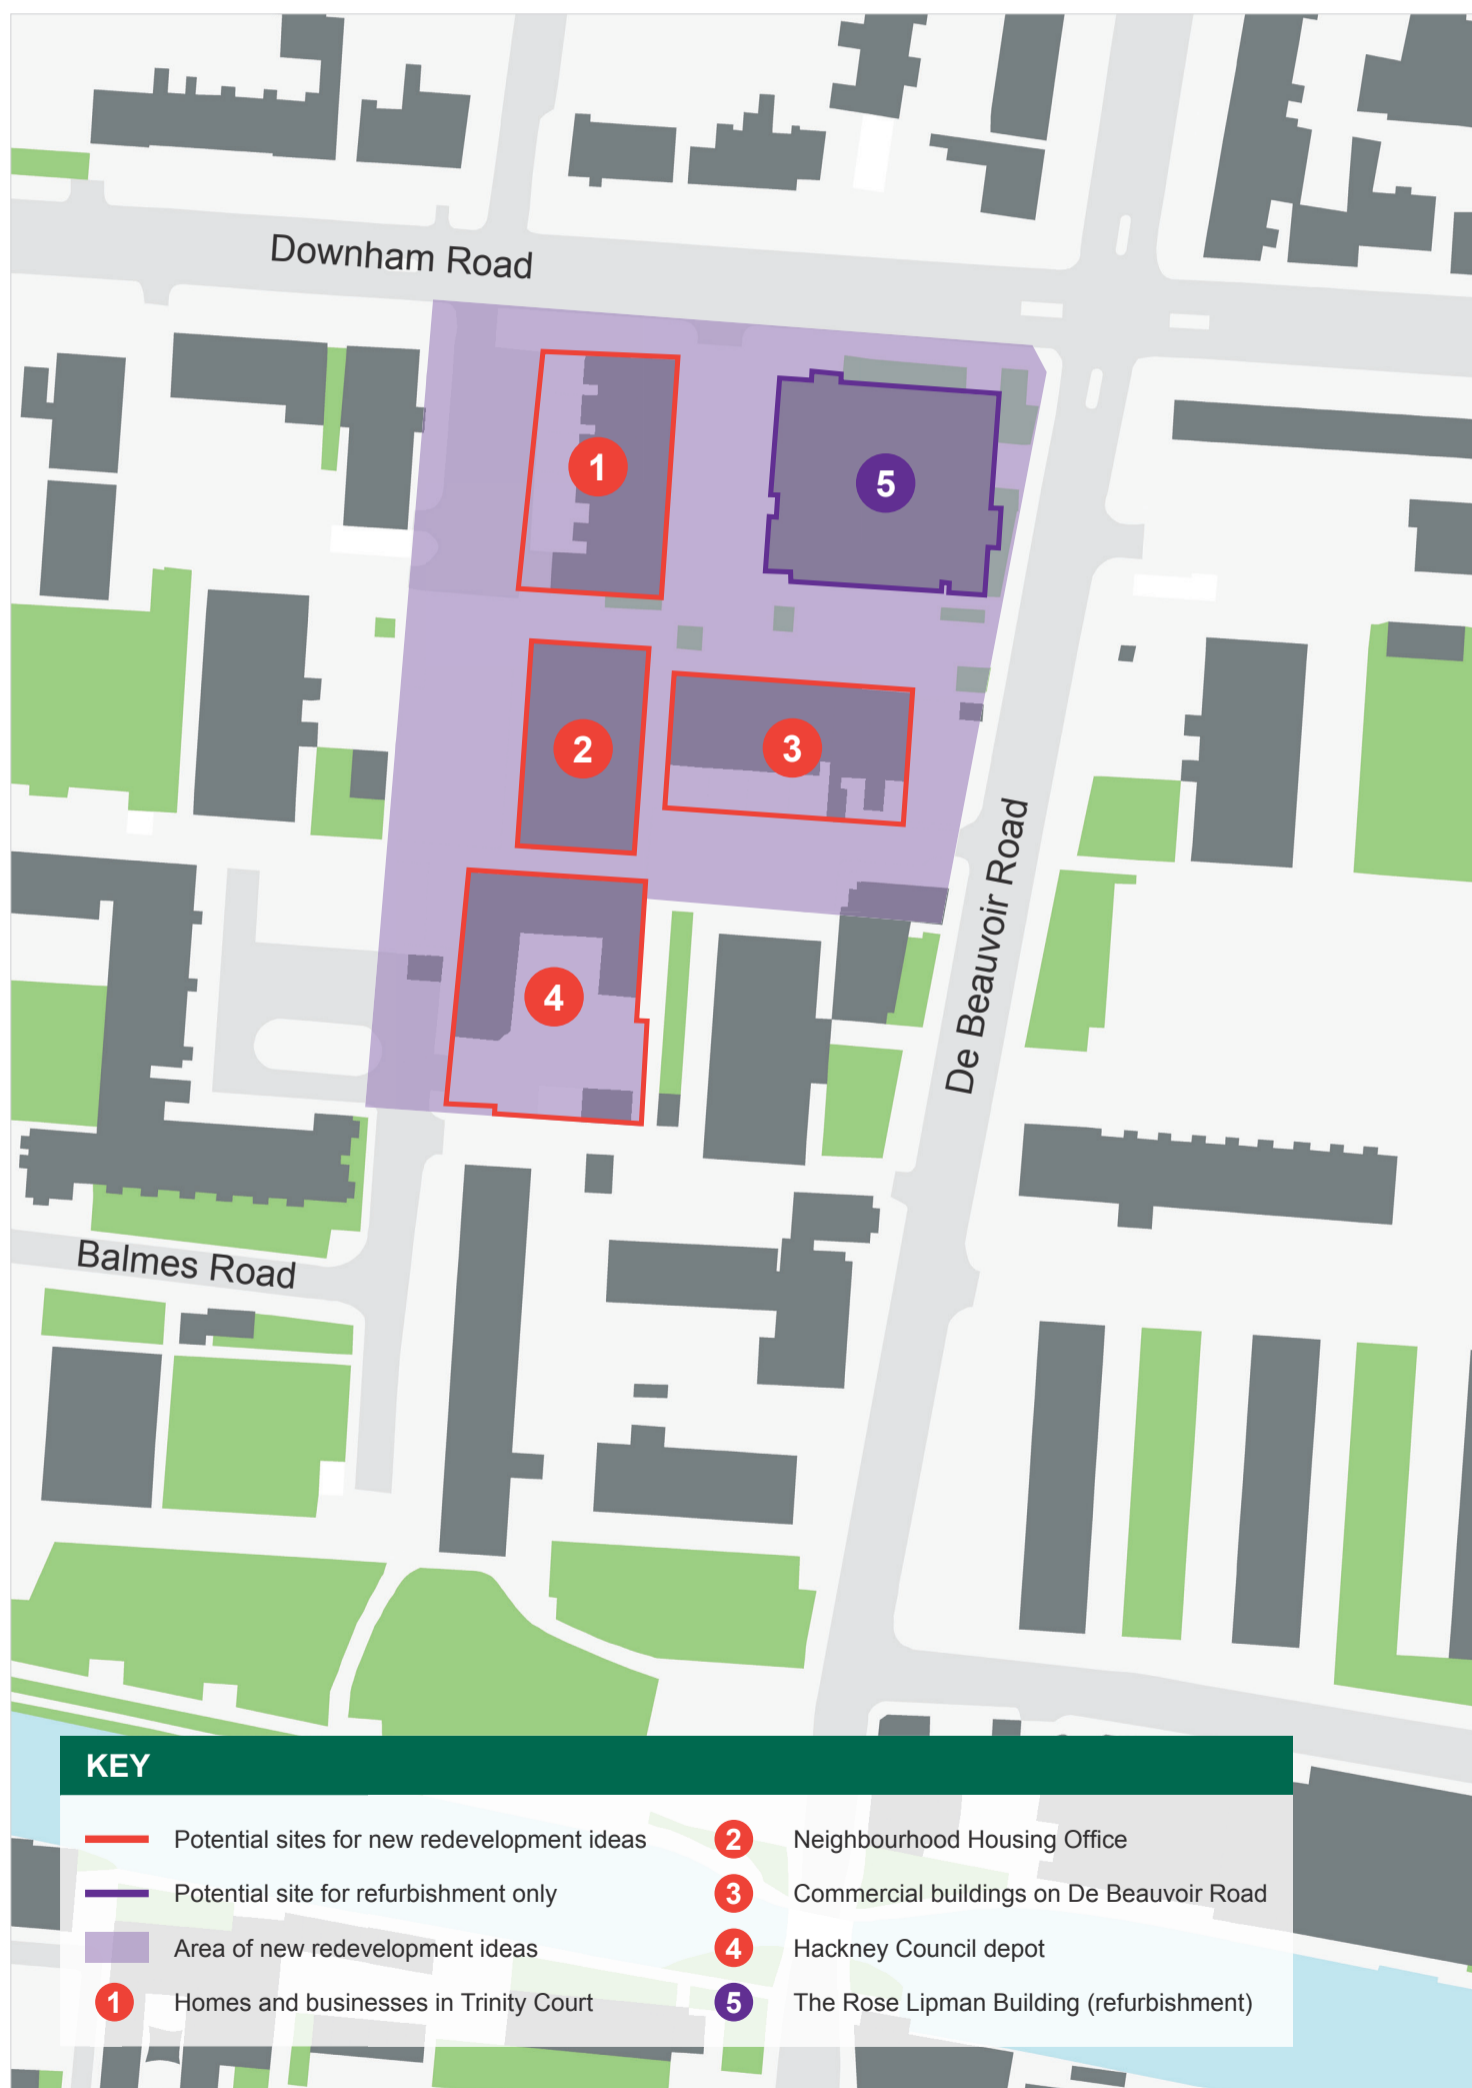 Downham Road
1
5
2
3
De Beauvoir Road
4
Balmes Road
KEY
Potential sites for new redevelopment ideas
Potential site for refurbishment only
Area of new redevelopment ideas
1 Homes and businesses in Trinity Court
2 Neighbourhood Housing Office
3 Commercial buildings on De Beauvoir Road
4 Hackney Council depot
5 The Rose Lipman Building (refurbishment)